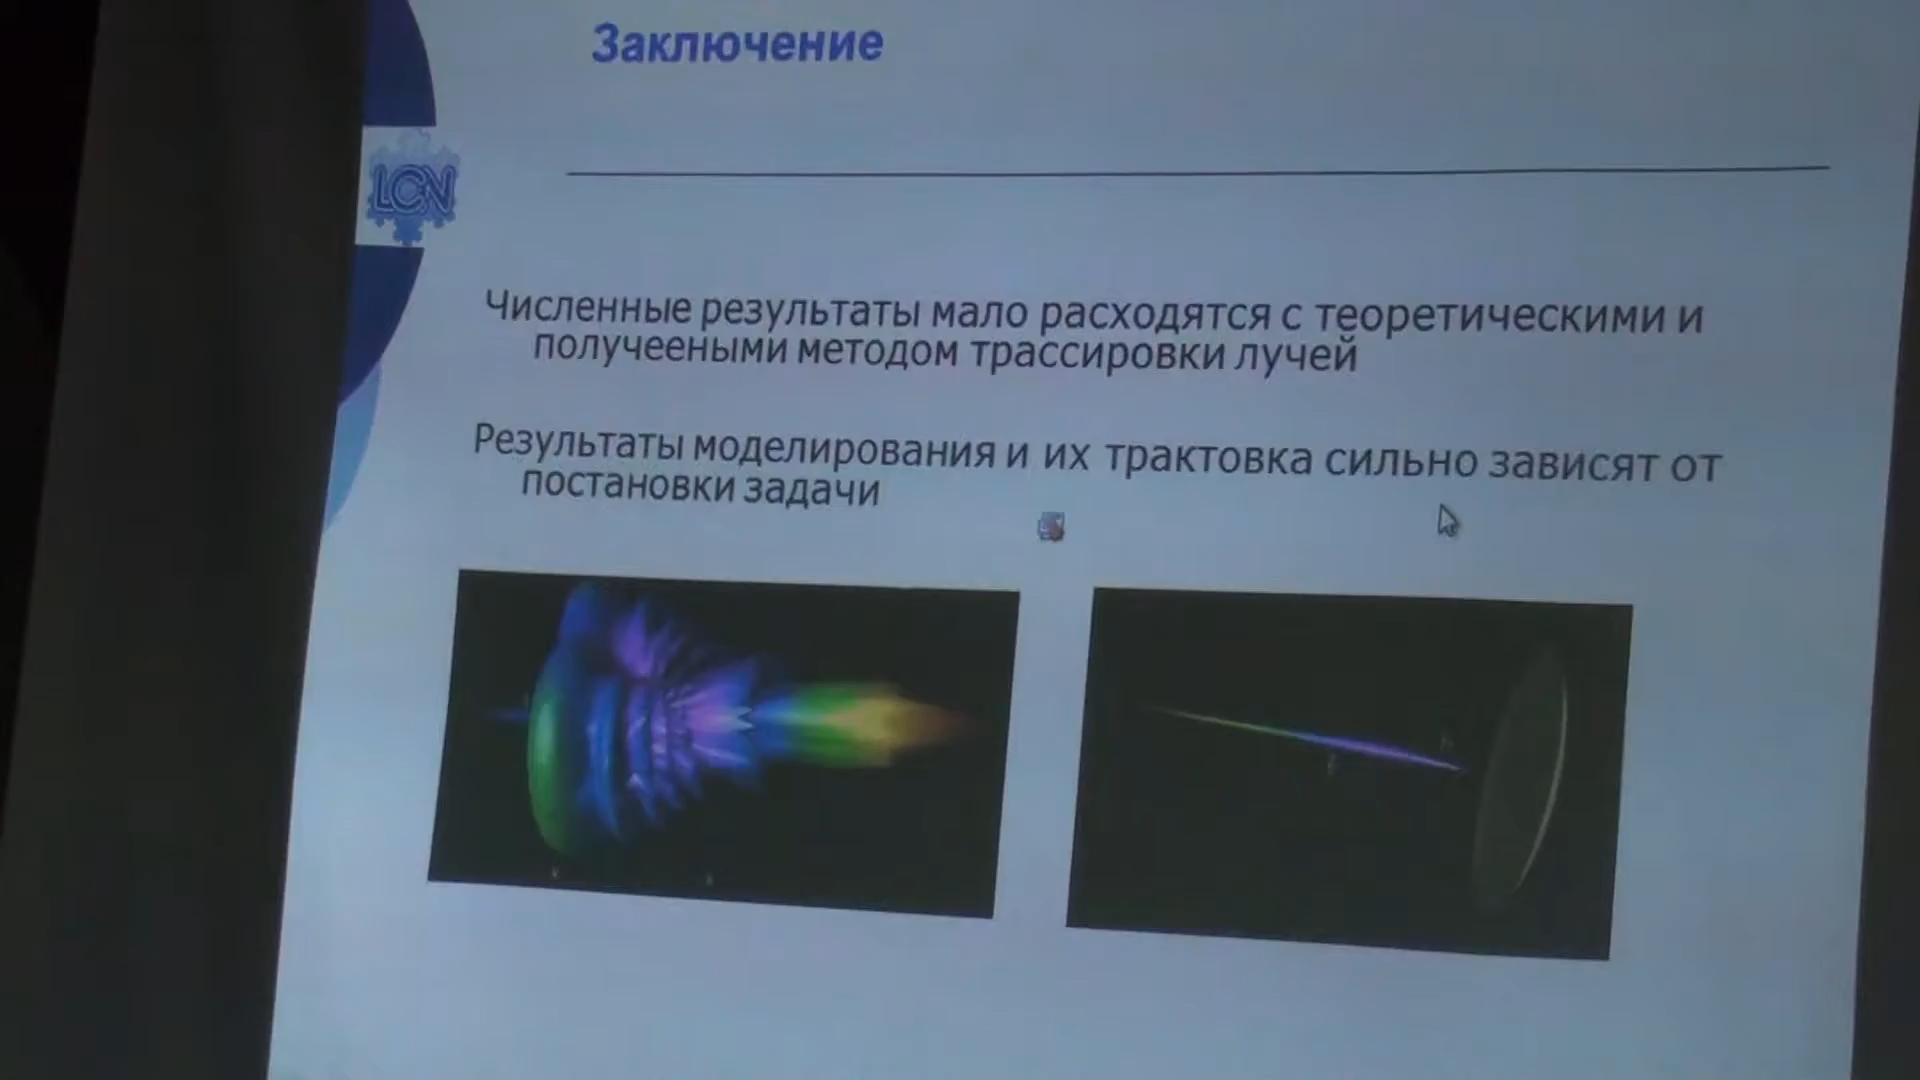 Заключение
LCN
Численные результаты мало расходятся с теоретическими и
получееными методом трассировки лучей
Результаты моделирования и их трактовка сильно зависят от
постановки задачи